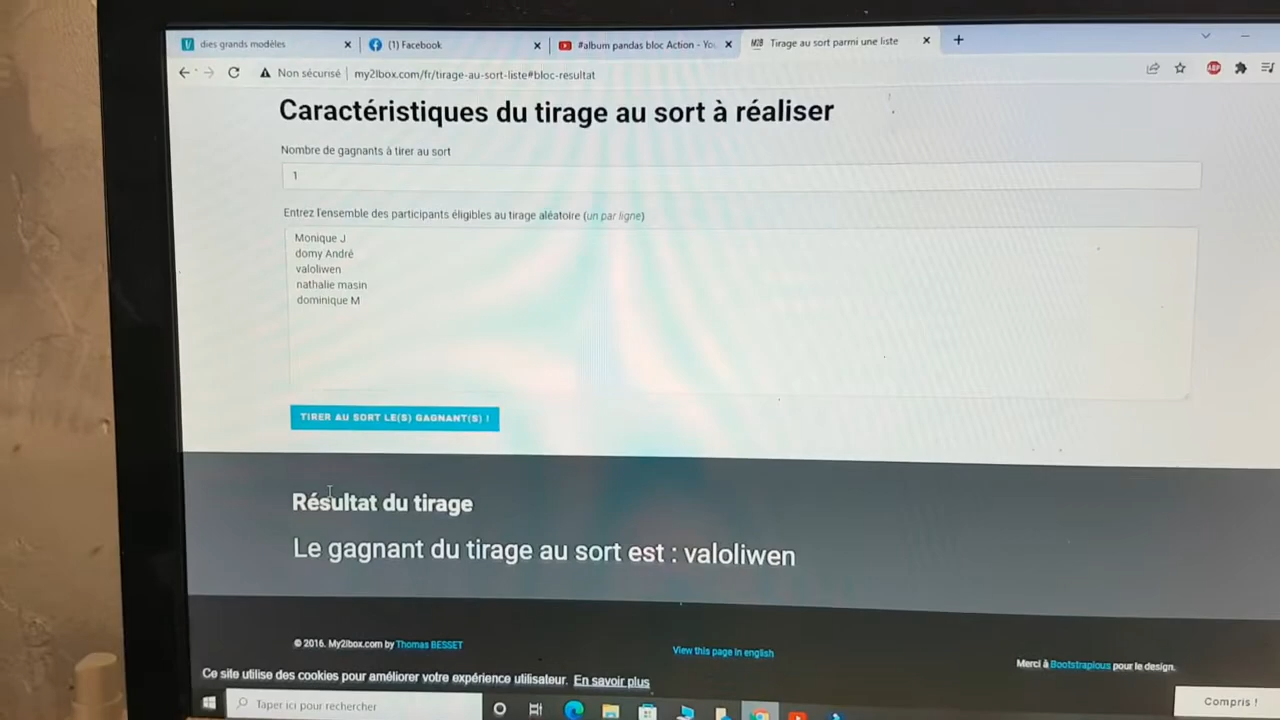 dies grands modèles
(1) Facebook
#album pandas bloc Action - You
Tirage au sort parmi une liste
Non sécurisé | my2lbox.com/fr/tirage-au-sort-liste#bloc-resultat
Caractéristiques du tirage au sort à réaliser
Nombre de gagnants à tirer au sort
1
Entrez l'ensemble des participants éligibles au tirage aléatoire (un par ligne)
Monique J
domy André
valoliwen
nathalie masin
dominique M
TIRER AU SORT LE(S) GAGNANT(S) !
Résultat du tirage
Le gagnant du tirage au sort est : valoliwen
© 2016. My2lbox.com by Thomas BESSET
View this page in english
Merci à Bootstrapious pour le design.
Ce site utilise des cookies pour améliorer votre expérience utilisateur. En savoir plus
Compris !
Taper ici pour rechercher